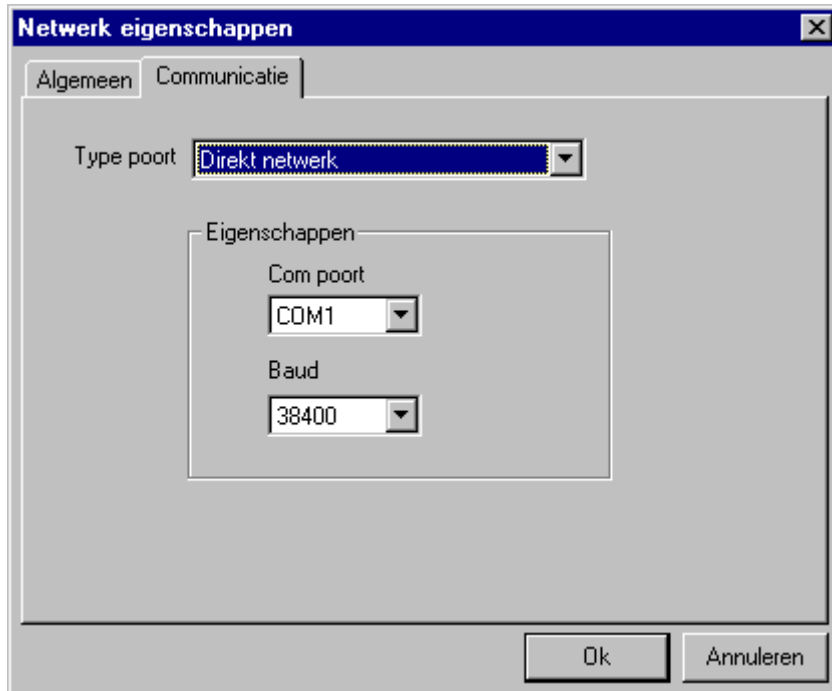 Netwerk eigenschappen
Algemeen Communicatie
Type poort Direkt netwerk
Eigenschappen
Com poort
COM1
Baud
38400
Ok Annuleren